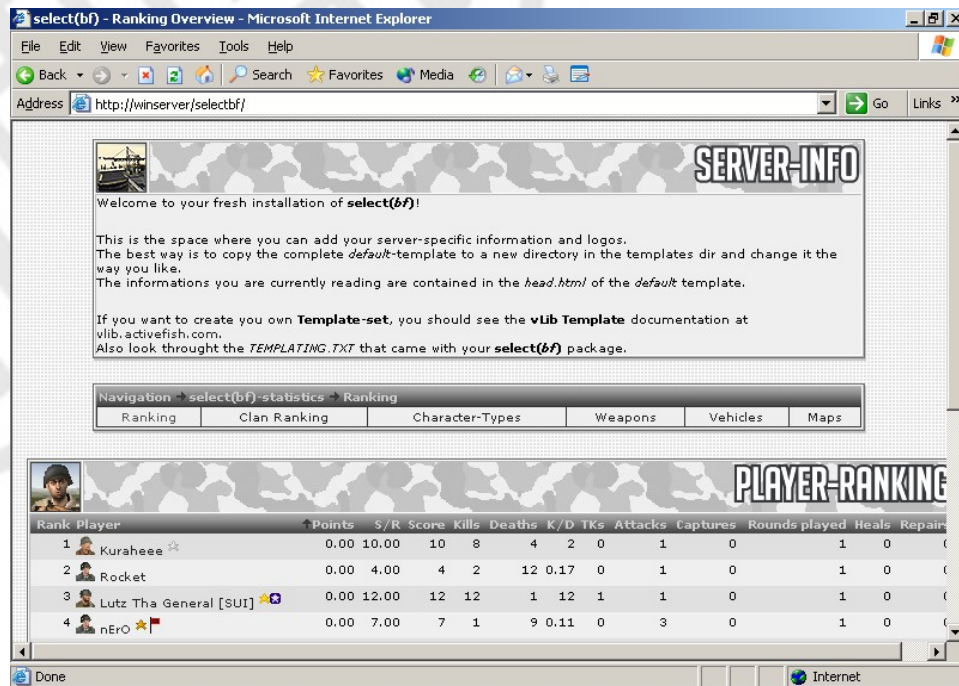 select(bf) - Ranking Overview - Microsoft Internet Explorer
File Edit View Favorites Tools Help
Back Search Favorites Media
Address http://winserver/selectbf/ Go Links »
SERVER-INFO
Welcome to your fresh installation of select(bf)!
This is the space where you can add your server-specific information and logos.
The best way is to copy the complete default-template to a new directory in the templates dir and change it the
way you like.
The informations you are currently reading are contained in the head.html of the default template.
If you want to create you own Template-set, you should see the vLib Template documentation at
vlib.activefish.com.
Also look throught the TEMPLATING.TXT that came with your select(bf) package.
Navigation select(bf)-statistics Ranking
Ranking Clan Ranking Character-Types Weapons Vehicles Maps
PLAYER-RANKING
Rank Player Points S/R Score Kills Deaths K/D TKs Attacks Captures Rounds played Heals Repairs
1 Kuraheee 0.00 10.00 10 8 4 2 0 1 0 1 0
2 Rocket 0.00 4.00 4 2 12 0.17 0 1 0 1 0
3 Lutz Tha General [SUI] 0.00 12.00 12 12 1 12 1 1 0 1 0
4 nErO 0.00 7.00 7 1 9 0.11 0 3 0 1 0
Done Internet